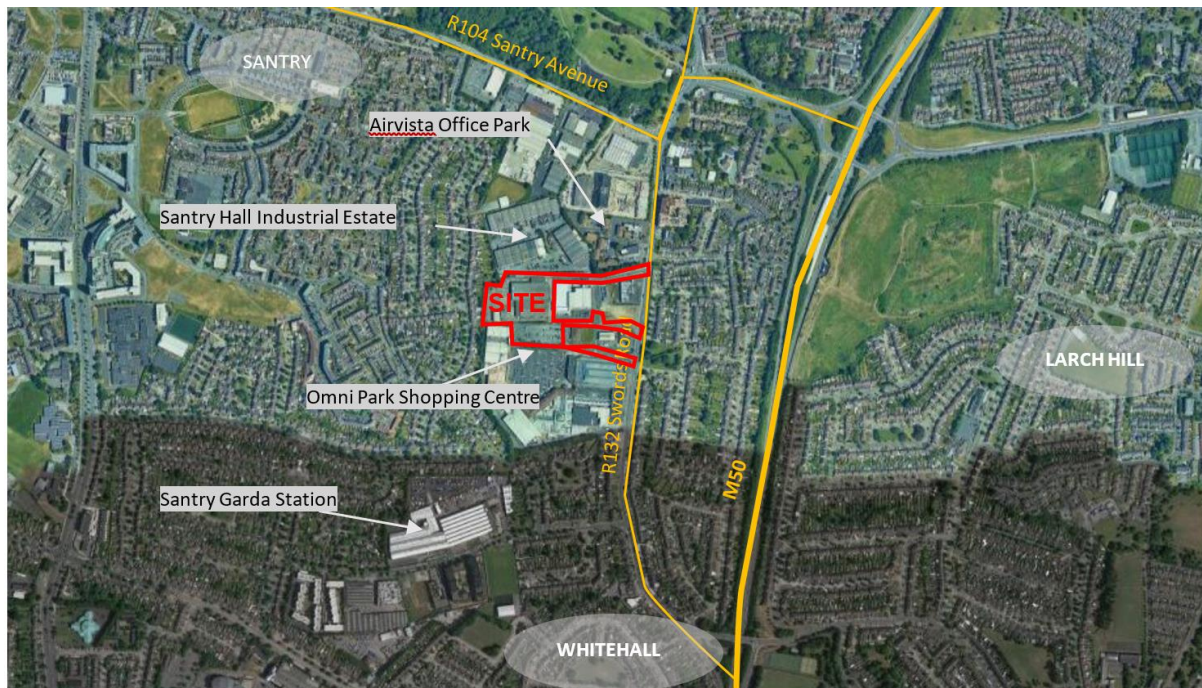 R104 Santry Avenue
SANTRY
Airvista Office Park
Santry Hall Industrial Estate
SITE
LARCH HILL
Omni Park Shopping Centre
R132 Swords Road
M50
Santry Garda Station
WHITEHALL